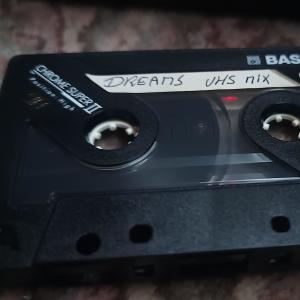 CHROME SUPER II
Position High
DREAMS VHS mix
BAS